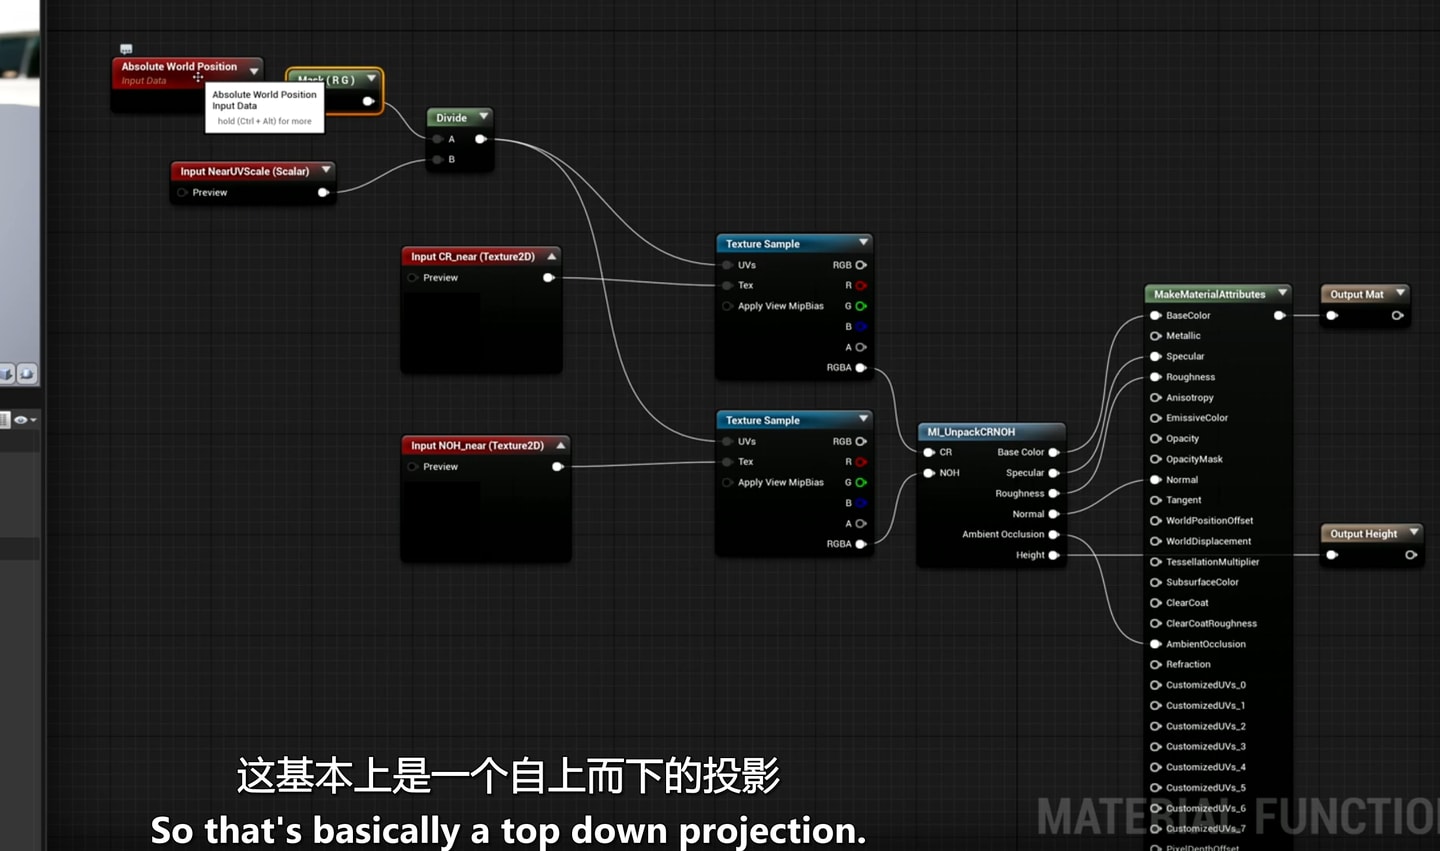 Absolute World Position
Input Data
Mask ( R G )
Absolute World Position
Input Data
hold (Ctrl + Alt) for more
Divide
A
B
Input NearUVScale (Scalar)
Preview
Input CR_near (Texture2D)
Preview
Texture Sample
UVs RGB
Tex R
Apply View MipBias G
B
A
RGBA
Input NOH_near (Texture2D)
Preview
Texture Sample
UVs RGB
Tex R
Apply View MipBias G
B
A
RGBA
MI_UnpackCRNOH
CR Base Color
NOH Specular
Roughness
Normal
Ambient Occlusion
Height
MakeMaterialAttributes
BaseColor
Metallic
Specular
Roughness
Anisotropy
EmissiveColor
Opacity
OpacityMask
Normal
Tangent
WorldPositionOffset
WorldDisplacement
TessellationMultiplier
SubsurfaceColor
ClearCoat
ClearCoatRoughness
AmbientOcclusion
Refraction
CustomizedUVs_0
CustomizedUVs_1
CustomizedUVs_2
CustomizedUVs_3
CustomizedUVs_4
CustomizedUVs_5
CustomizedUVs_6
CustomizedUVs_7
PixelDepthOffset
Output Mat
Output Height
MATERIAL FUNCTIO
这基本上是一个自上而下的投影
So that's basically a top down projection.